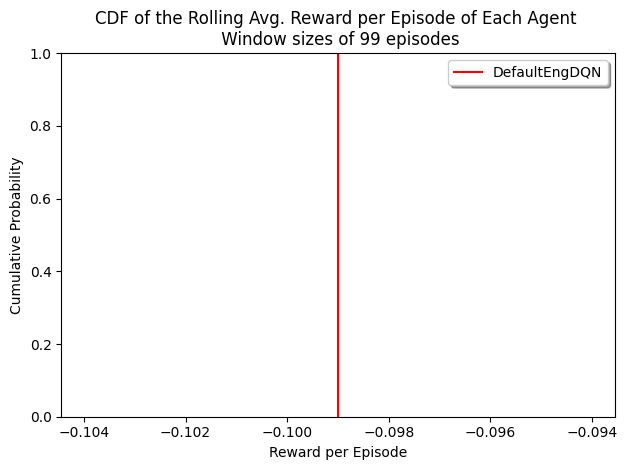 CDF of the Rolling Avg. Reward per Episode of Each Agent
Window sizes of 99 episodes
DefaultEngDQN
Cumulative Probability
1.0
0.8
0.6
0.4
0.2
0.0
−0.104
−0.102
−0.100
−0.098
−0.096
−0.094
Reward per Episode